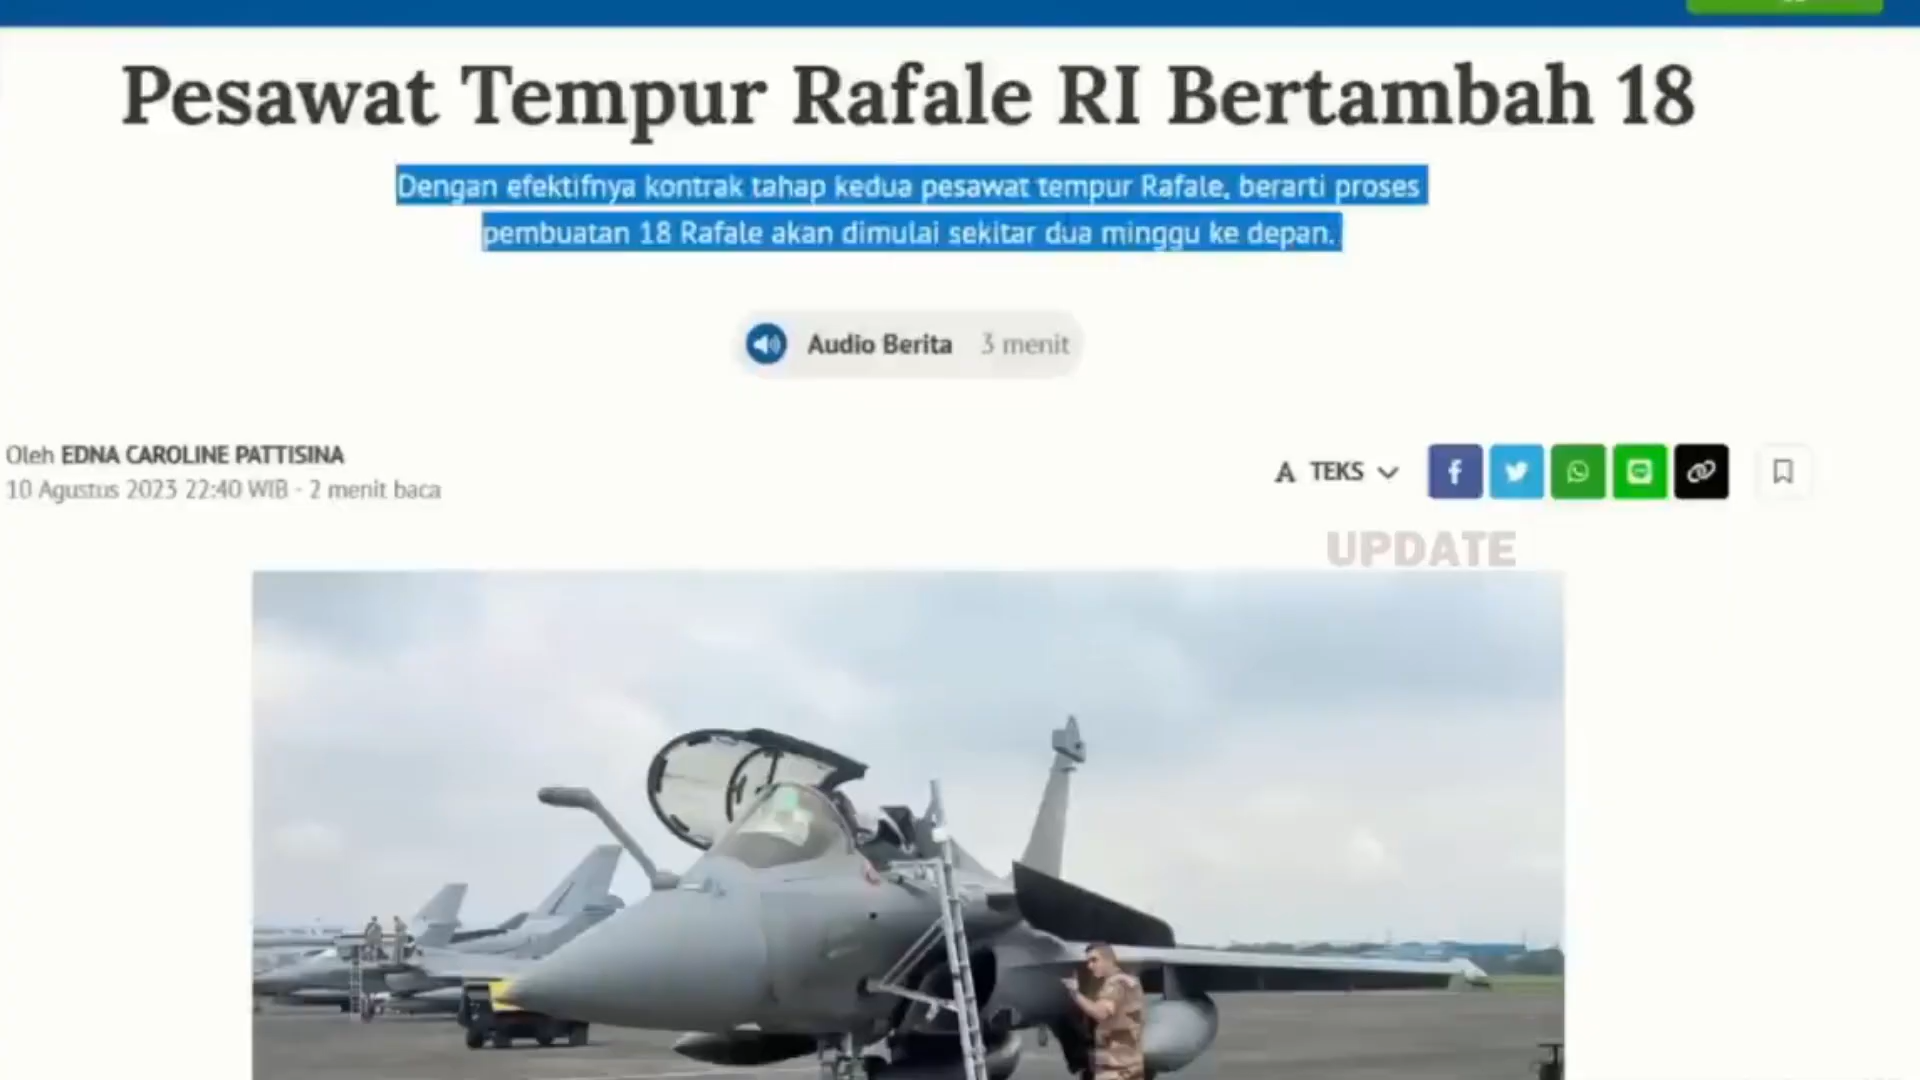 Pesawat Tempur Rafale RI Bertambah 18
Dengan efektifnya kontrak tahap kedua pesawat tempur Rafale, berarti proses
pembuatan 18 Rafale akan dimulai sekitar dua minggu ke depan.
Audio Berita 3 menit
Oleh EDNA CAROLINE PATTISINA
10 Agustus 2023 22:40 WIB - 2 menit baca
A TEKS
UPDATE